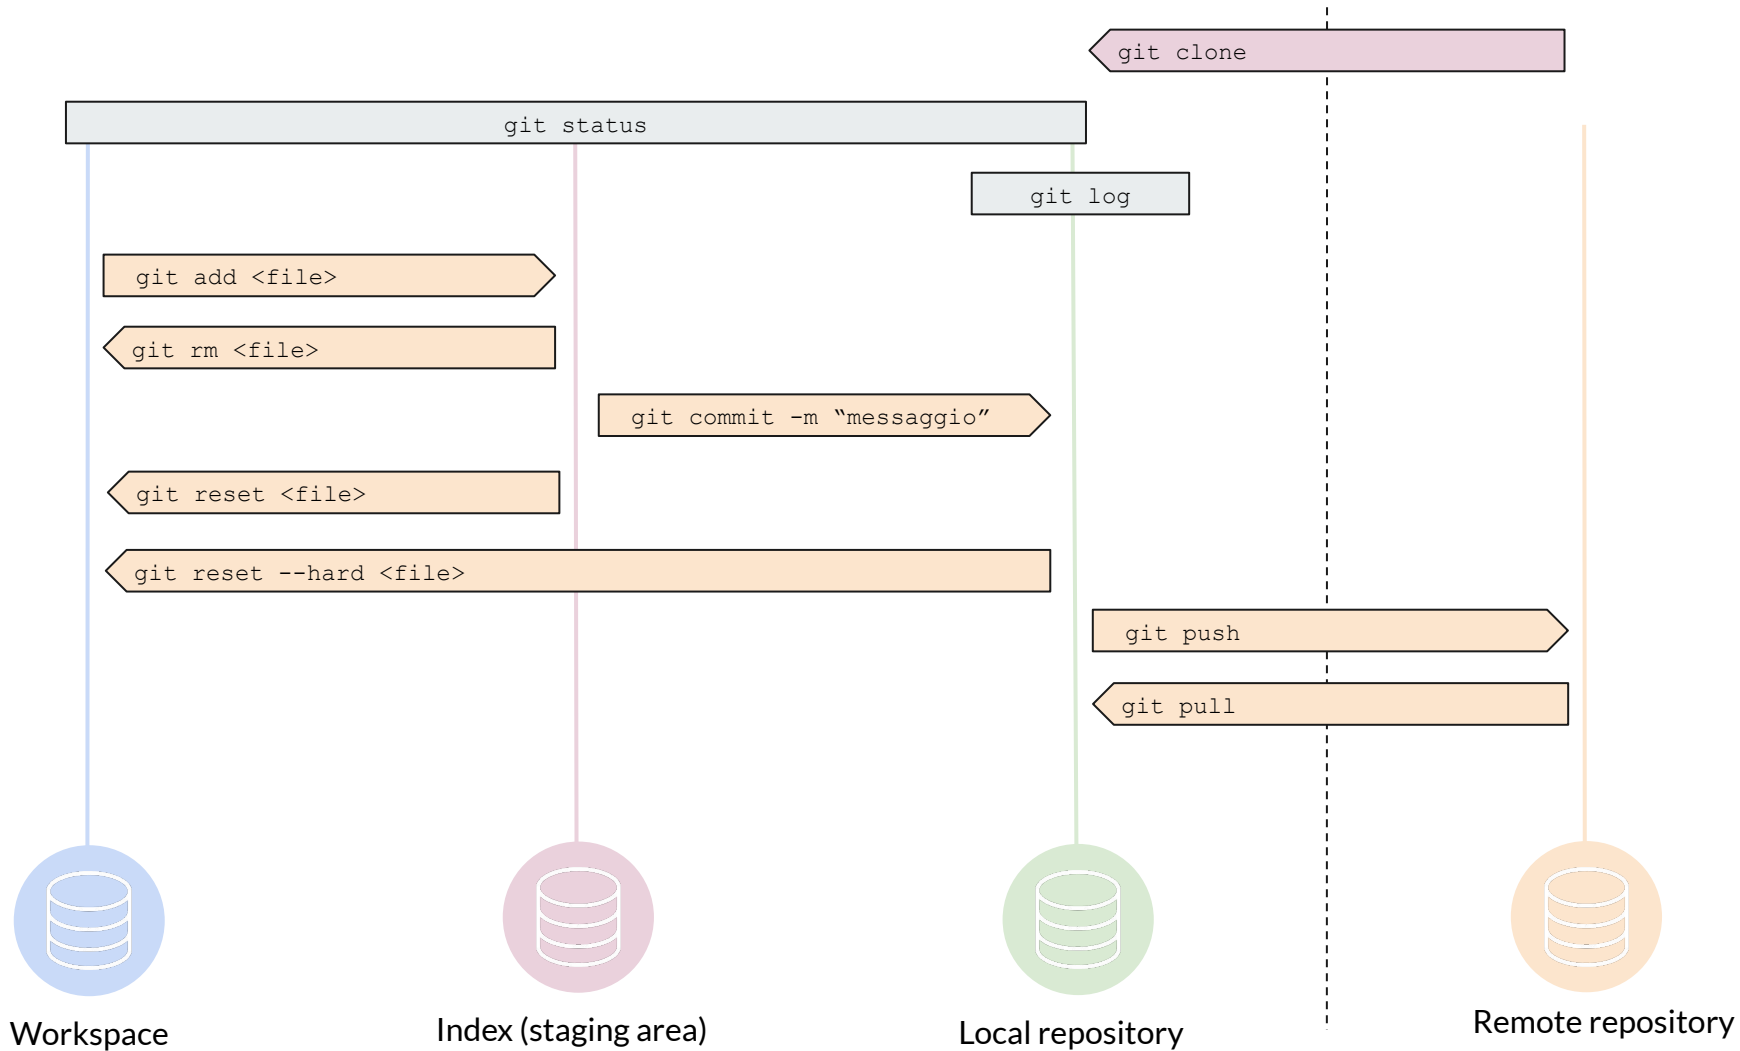 git clone
git status
git log
git add <file>
git rm <file>
git commit -m “messaggio”
git reset <file>
git reset --hard <file>
git push
git pull
Workspace
Index (staging area)
Local repository
Remote repository